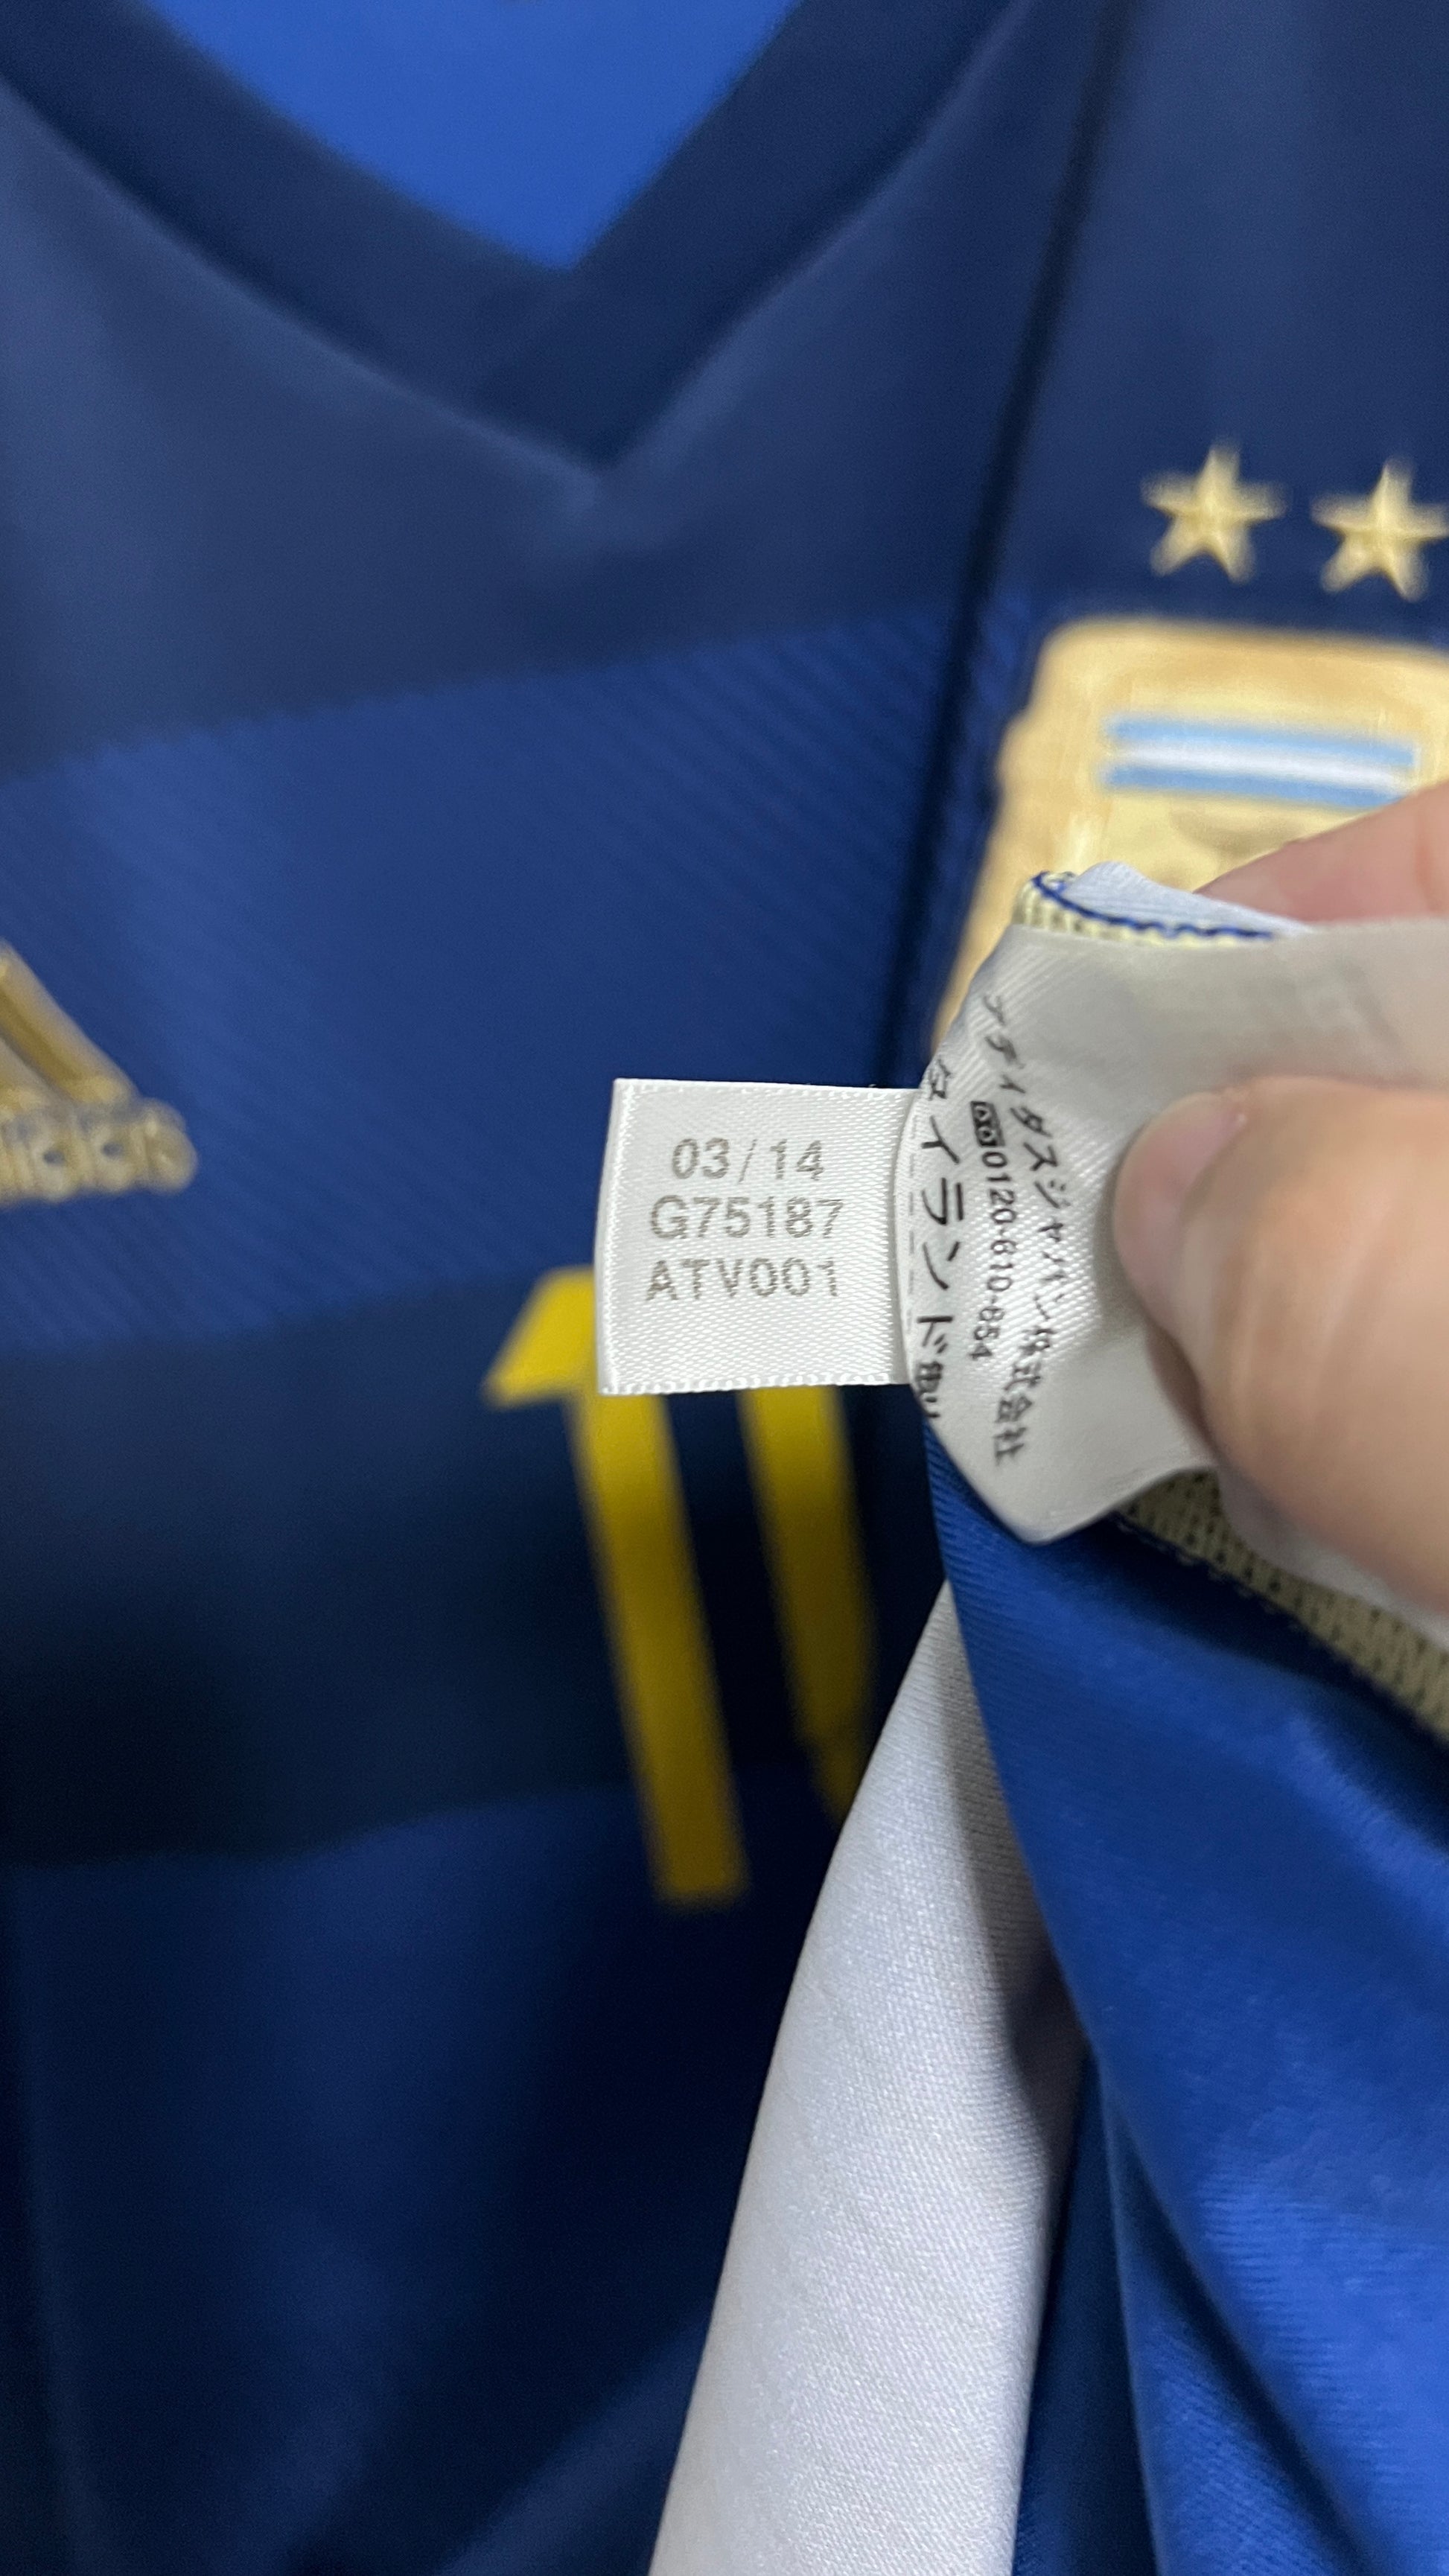 03/14
G75187
ATV001
アディダスジャパン株式会社
0120-610-654
タイランド製
adidas